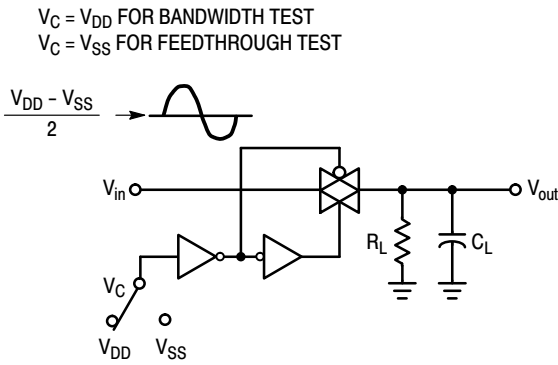 V_C = V_DD FOR BANDWIDTH TEST
V_C = V_SS FOR FEEDTHROUGH TEST
V_DD - V_SS
2
V_in
V_out
R_L
C_L
V_C
V_DD
V_SS